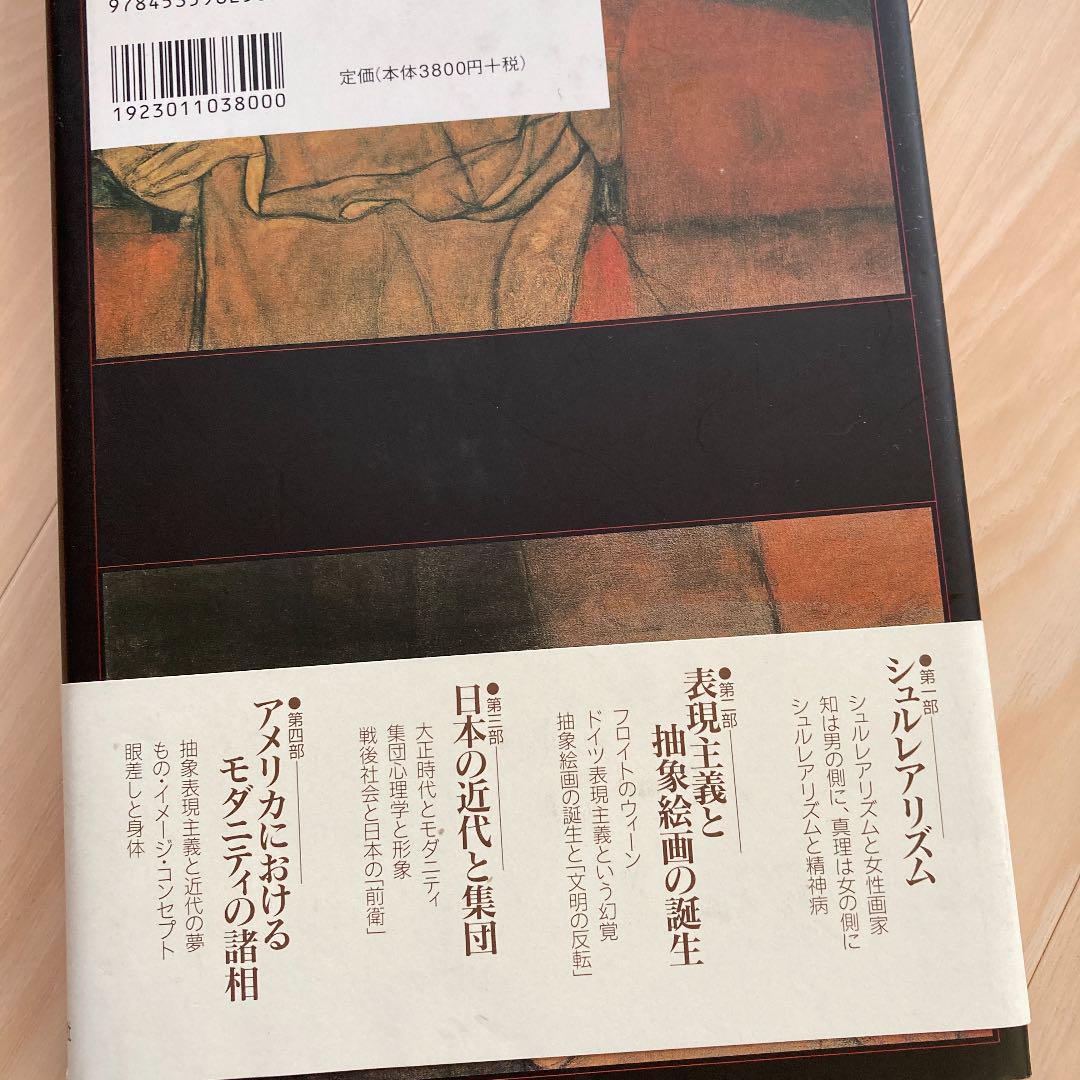 1923011038000
定価(本体3800円+税)
●第一部
シュルレアリスム
シュルレアリズムと女性画家
知は男の側に、真理は女の側に
シュルレアリズムと精神病
●第二部
表現主義と
抽象絵画の誕生
フロイトのウィーン
ドイツ表現主義という幻覚
抽象絵画の誕生と「文明の反転」
●第三部
日本の近代と集団
大正時代とモダニティ
集団心理学と形象
戦後社会と日本の「前衛」
●第四部
アメリカにおける
モダニティの諸相
抽象表現主義と近代の夢
もの・イメージ・コンセプト
眼差しと身体